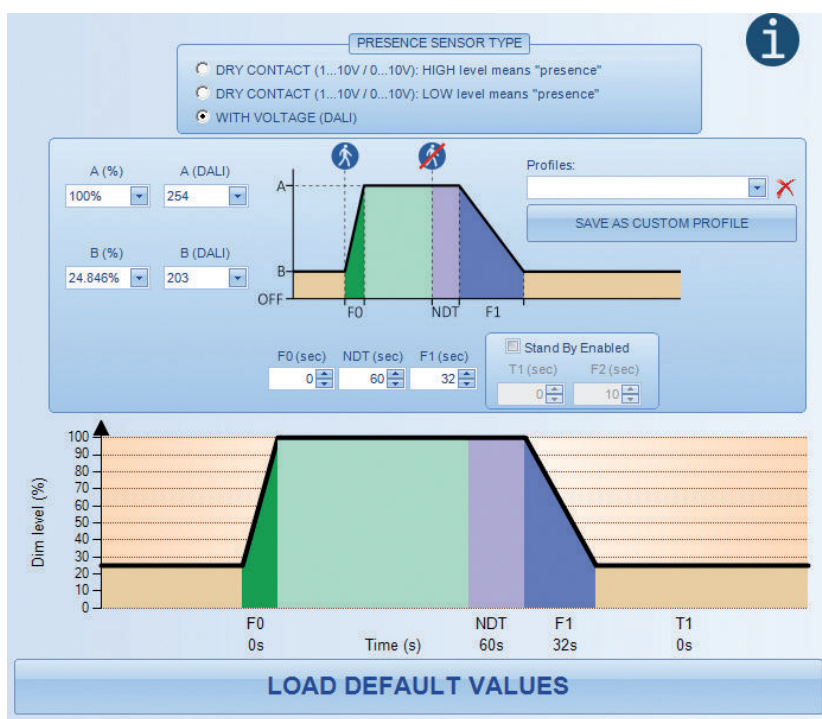 PRESENCE SENSOR TYPE
i
DRY CONTACT (1...10V / 0...10V): HIGH level means "presence"
DRY CONTACT (1...10V / 0...10V): LOW level means "presence"
WITH VOLTAGE (DALI)
A (%) A (DALI)
100% 254
B (%) B (DALI)
24.846% 203
A
B
OFF
F0 NDT F1
Profiles:
SAVE AS CUSTOM PROFILE
F0 (sec) NDT (sec) F1 (sec)
0 60 32
Stand By Enabled
T1 (sec) F2 (sec)
0 10
Dim level (%)
100
90
80
70
60
50
40
30
20
10
0
F0 NDT F1 T1
0s Time (s) 60s 32s 0s
LOAD DEFAULT VALUES